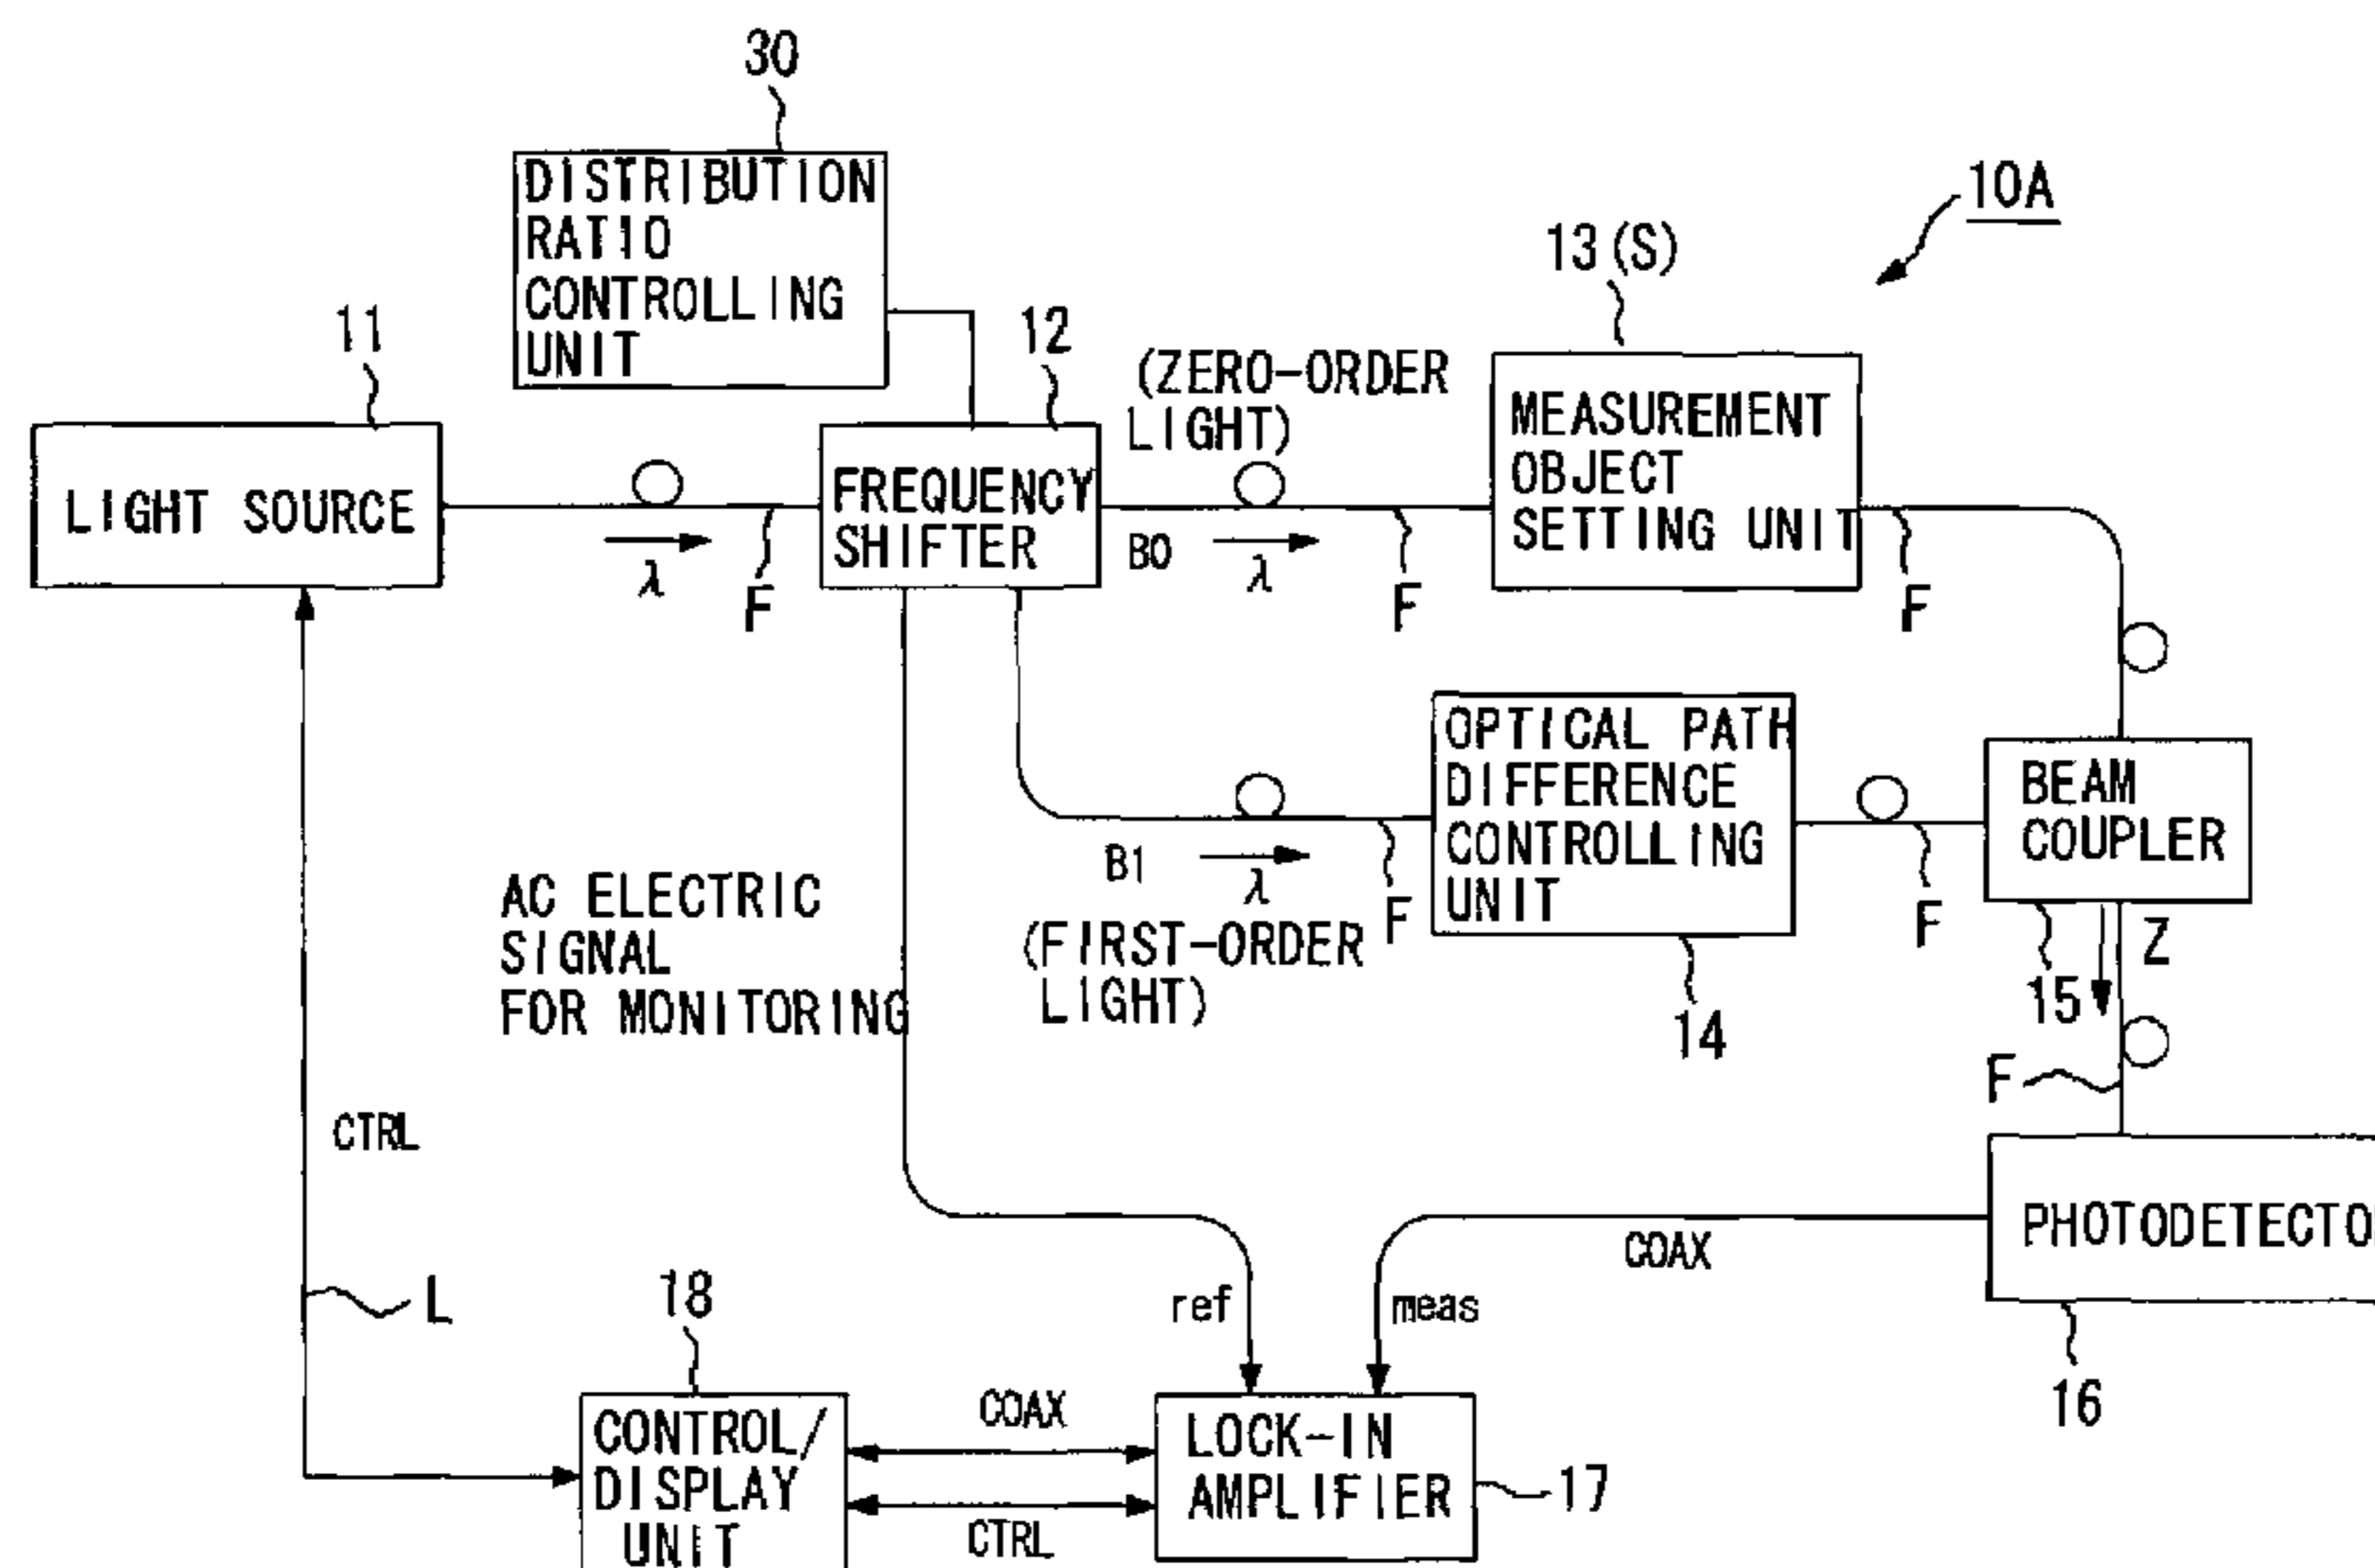 30
DISTRIBUTION
RATIO
CONTROLLING
UNIT
10A
13(S)
11
12
(ZERO-ORDER
LIGHT)
MEASUREMENT
OBJECT
SETTING UNIT
LIGHT SOURCE
FREQUENCY
SHIFTER
λ
F
B0
λ
F
F
OPTICAL PATH
DIFFERENCE
CONTROLLING
UNIT
BEAM
COUPLER
B1
λ
F
F
(FIRST-ORDER
LIGHT)
AC ELECTRIC
SIGNAL
FOR MONITORING
14
15
Z
F
CTRL
PHOTODETECTO
COAX
L
18
ref
meas
16
CONTROL/
DISPLAY
UNIT
COAX
CTRL
LOCK-IN
AMPLIFIER
17